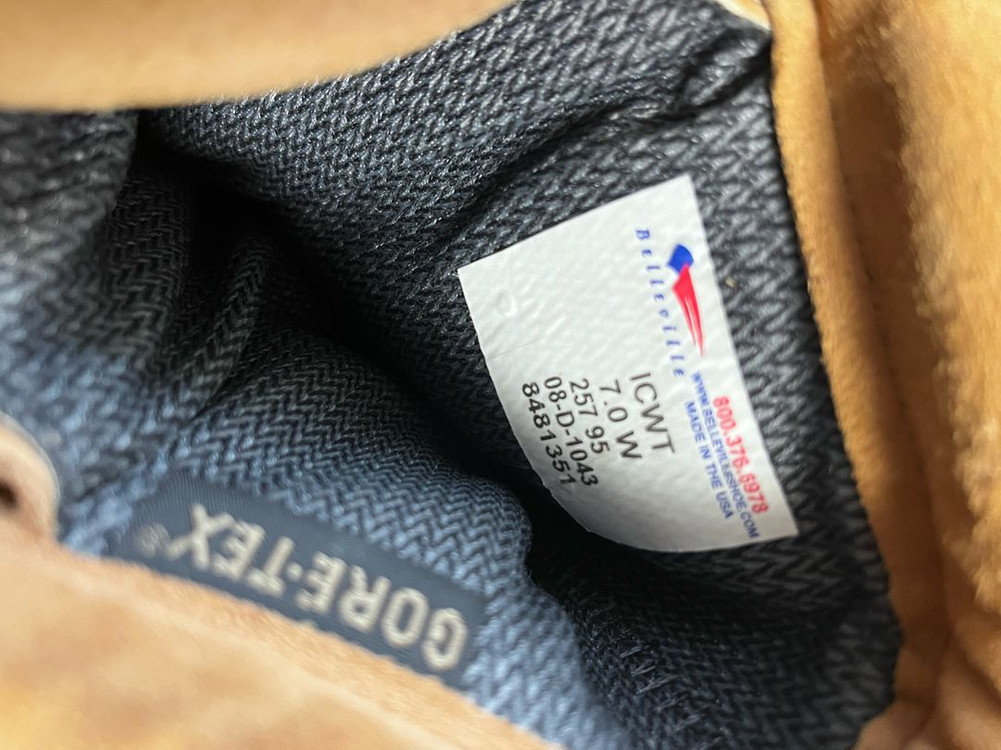 Belleville
800.376.6978
WWW.BELLEVILLESHOE.COM
MADE IN THE USA
ICWT
7.0 W
257 95
08-D-1043
8481351
GORE-TEX®